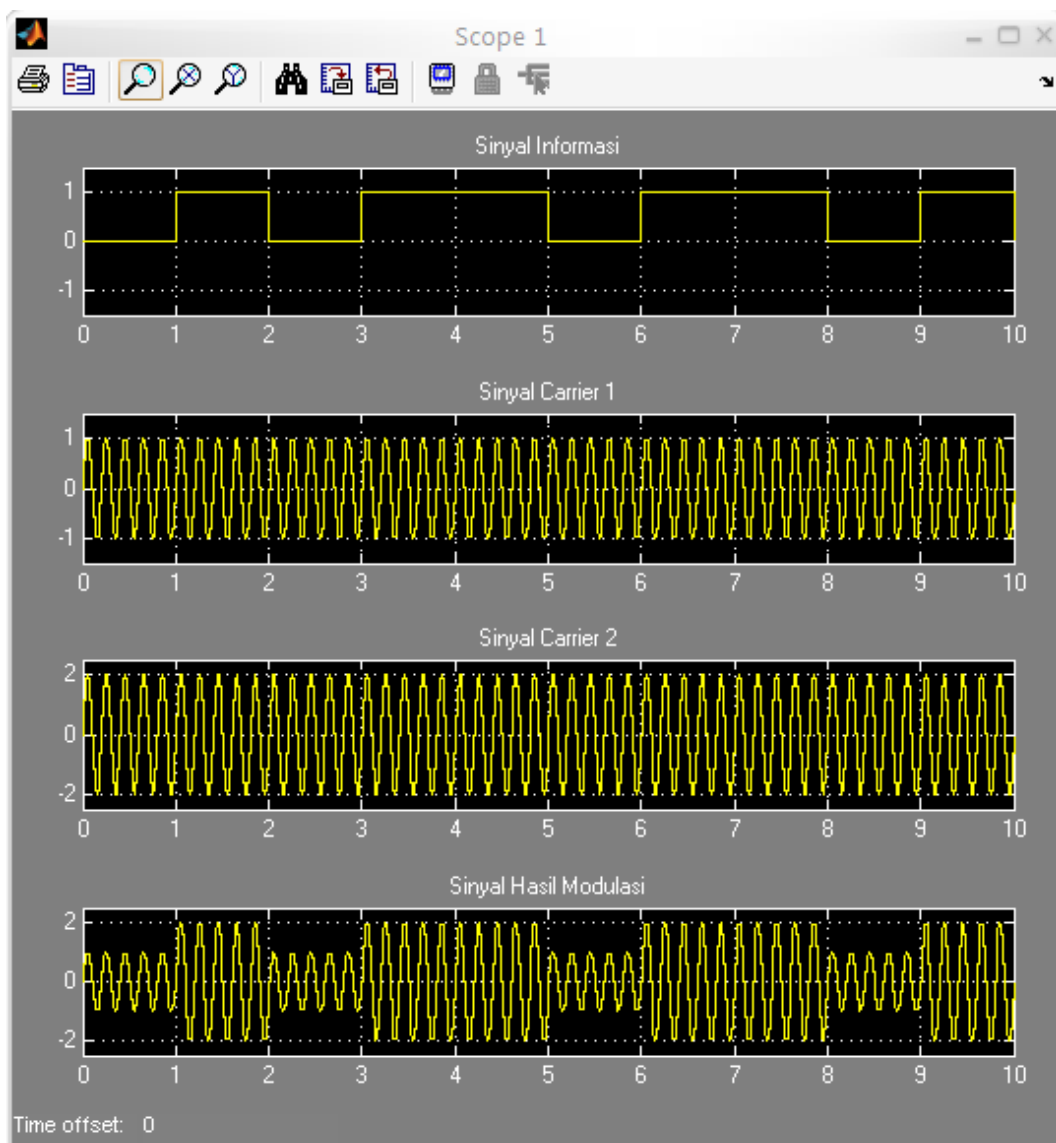 Scope 1
Sinyal Informasi
1
0
-1
0 1 2 3 4 5 6 7 8 9 10
Sinyal Carrier 1
1
0
-1
0 1 2 3 4 5 6 7 8 9 10
Sinyal Carrier 2
2
0
-2
0 1 2 3 4 5 6 7 8 9 10
Sinyal Hasil Modulasi
2
0
-2
0 1 2 3 4 5 6 7 8 9 10
Time offset: 0